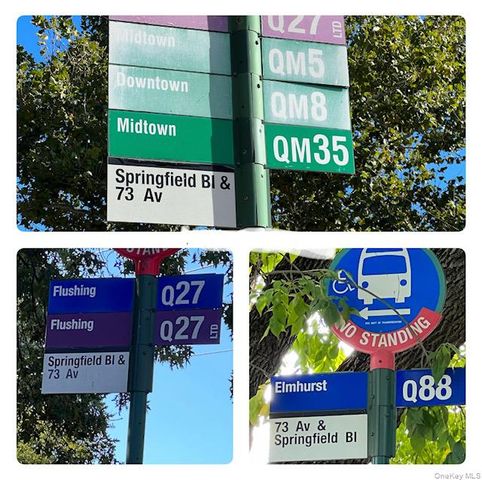 Q27
LTD
Midtown
QM5
Downtown
QM8
Midtown
QM35
Springfield Bl &
73 Av
STAND
Flushing
Q27
Flushing
Q27
LTD
Springfield Bl &
73 Av
NO STANDING
Elmhurst
Q88
73 Av &
Springfield Bl
OneKey MLS